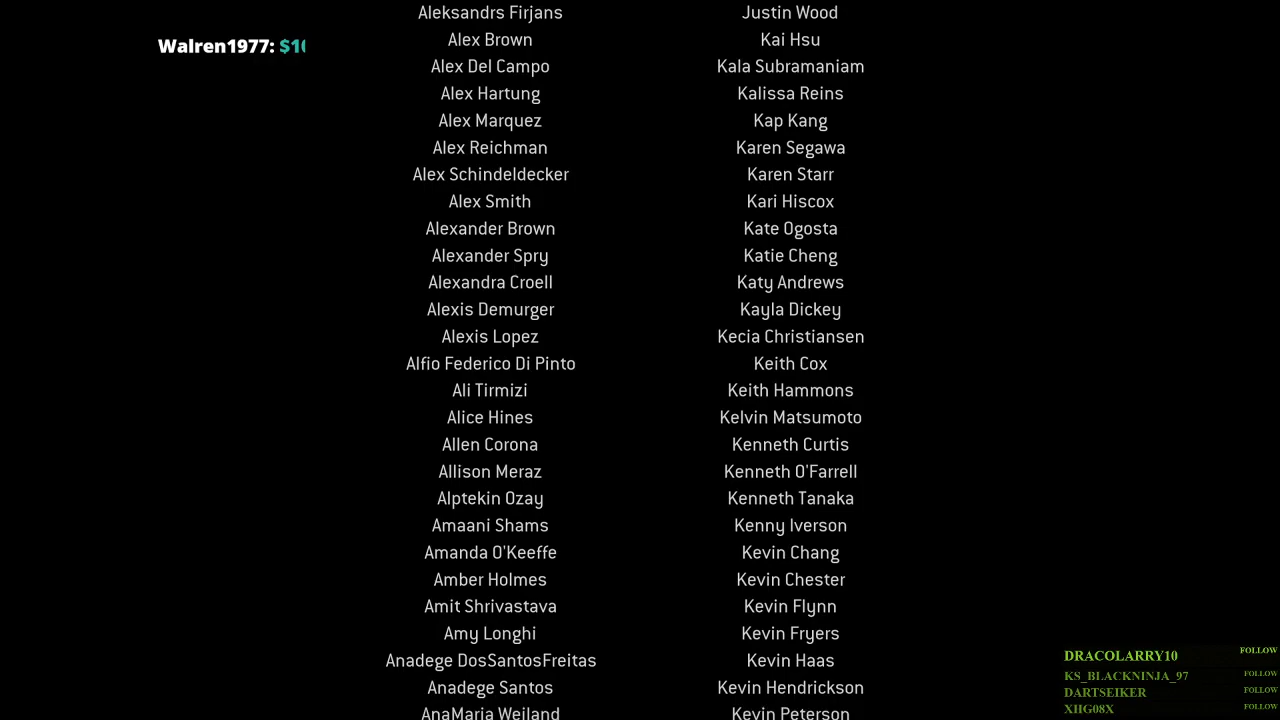 Walren1977: $10
Aleksandrs Firjans
Alex Brown
Alex Del Campo
Alex Hartung
Alex Marquez
Alex Reichman
Alex Schindeldecker
Alex Smith
Alexander Brown
Alexander Spry
Alexandra Croell
Alexis Demurger
Alexis Lopez
Alfio Federico Di Pinto
Ali Tirmizi
Alice Hines
Allen Corona
Allison Meraz
Alptekin Ozay
Amaani Shams
Amanda O'Keeffe
Amber Holmes
Amit Shrivastava
Amy Longhi
Anadege DosSantosFreitas
Anadege Santos
AnaMaria Weiland
Justin Wood
Kai Hsu
Kala Subramaniam
Kalissa Reins
Kap Kang
Karen Segawa
Karen Starr
Kari Hiscox
Kate Ogosta
Katie Cheng
Katy Andrews
Kayla Dickey
Kecia Christiansen
Keith Cox
Keith Hammons
Kelvin Matsumoto
Kenneth Curtis
Kenneth O'Farrell
Kenneth Tanaka
Kenny Iverson
Kevin Chang
Kevin Chester
Kevin Flynn
Kevin Fryers
Kevin Haas
Kevin Hendrickson
Kevin Peterson
DRACOLARRY10 FOLLOW
KS_BLACKNINJA_97 FOLLOW
DARTSEIKER FOLLOW
XIIG08X FOLLOW